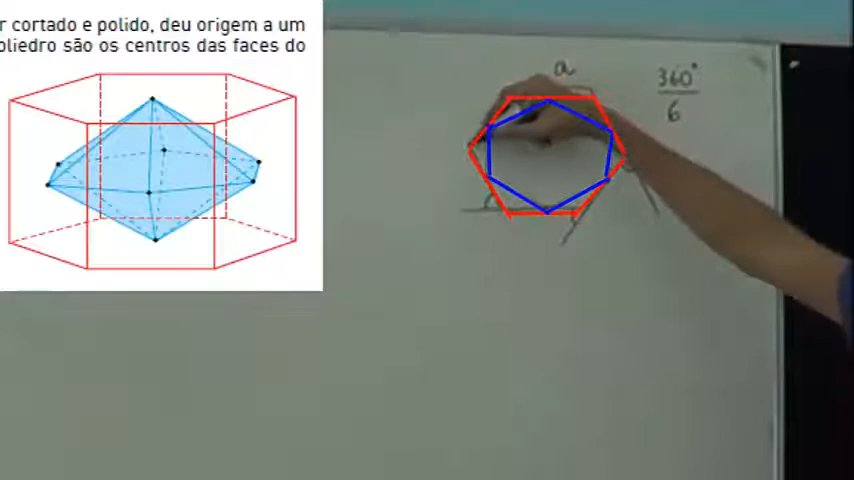 r cortado e polido, deu origem a um
oliedro são os centros das faces do
a
360°
6